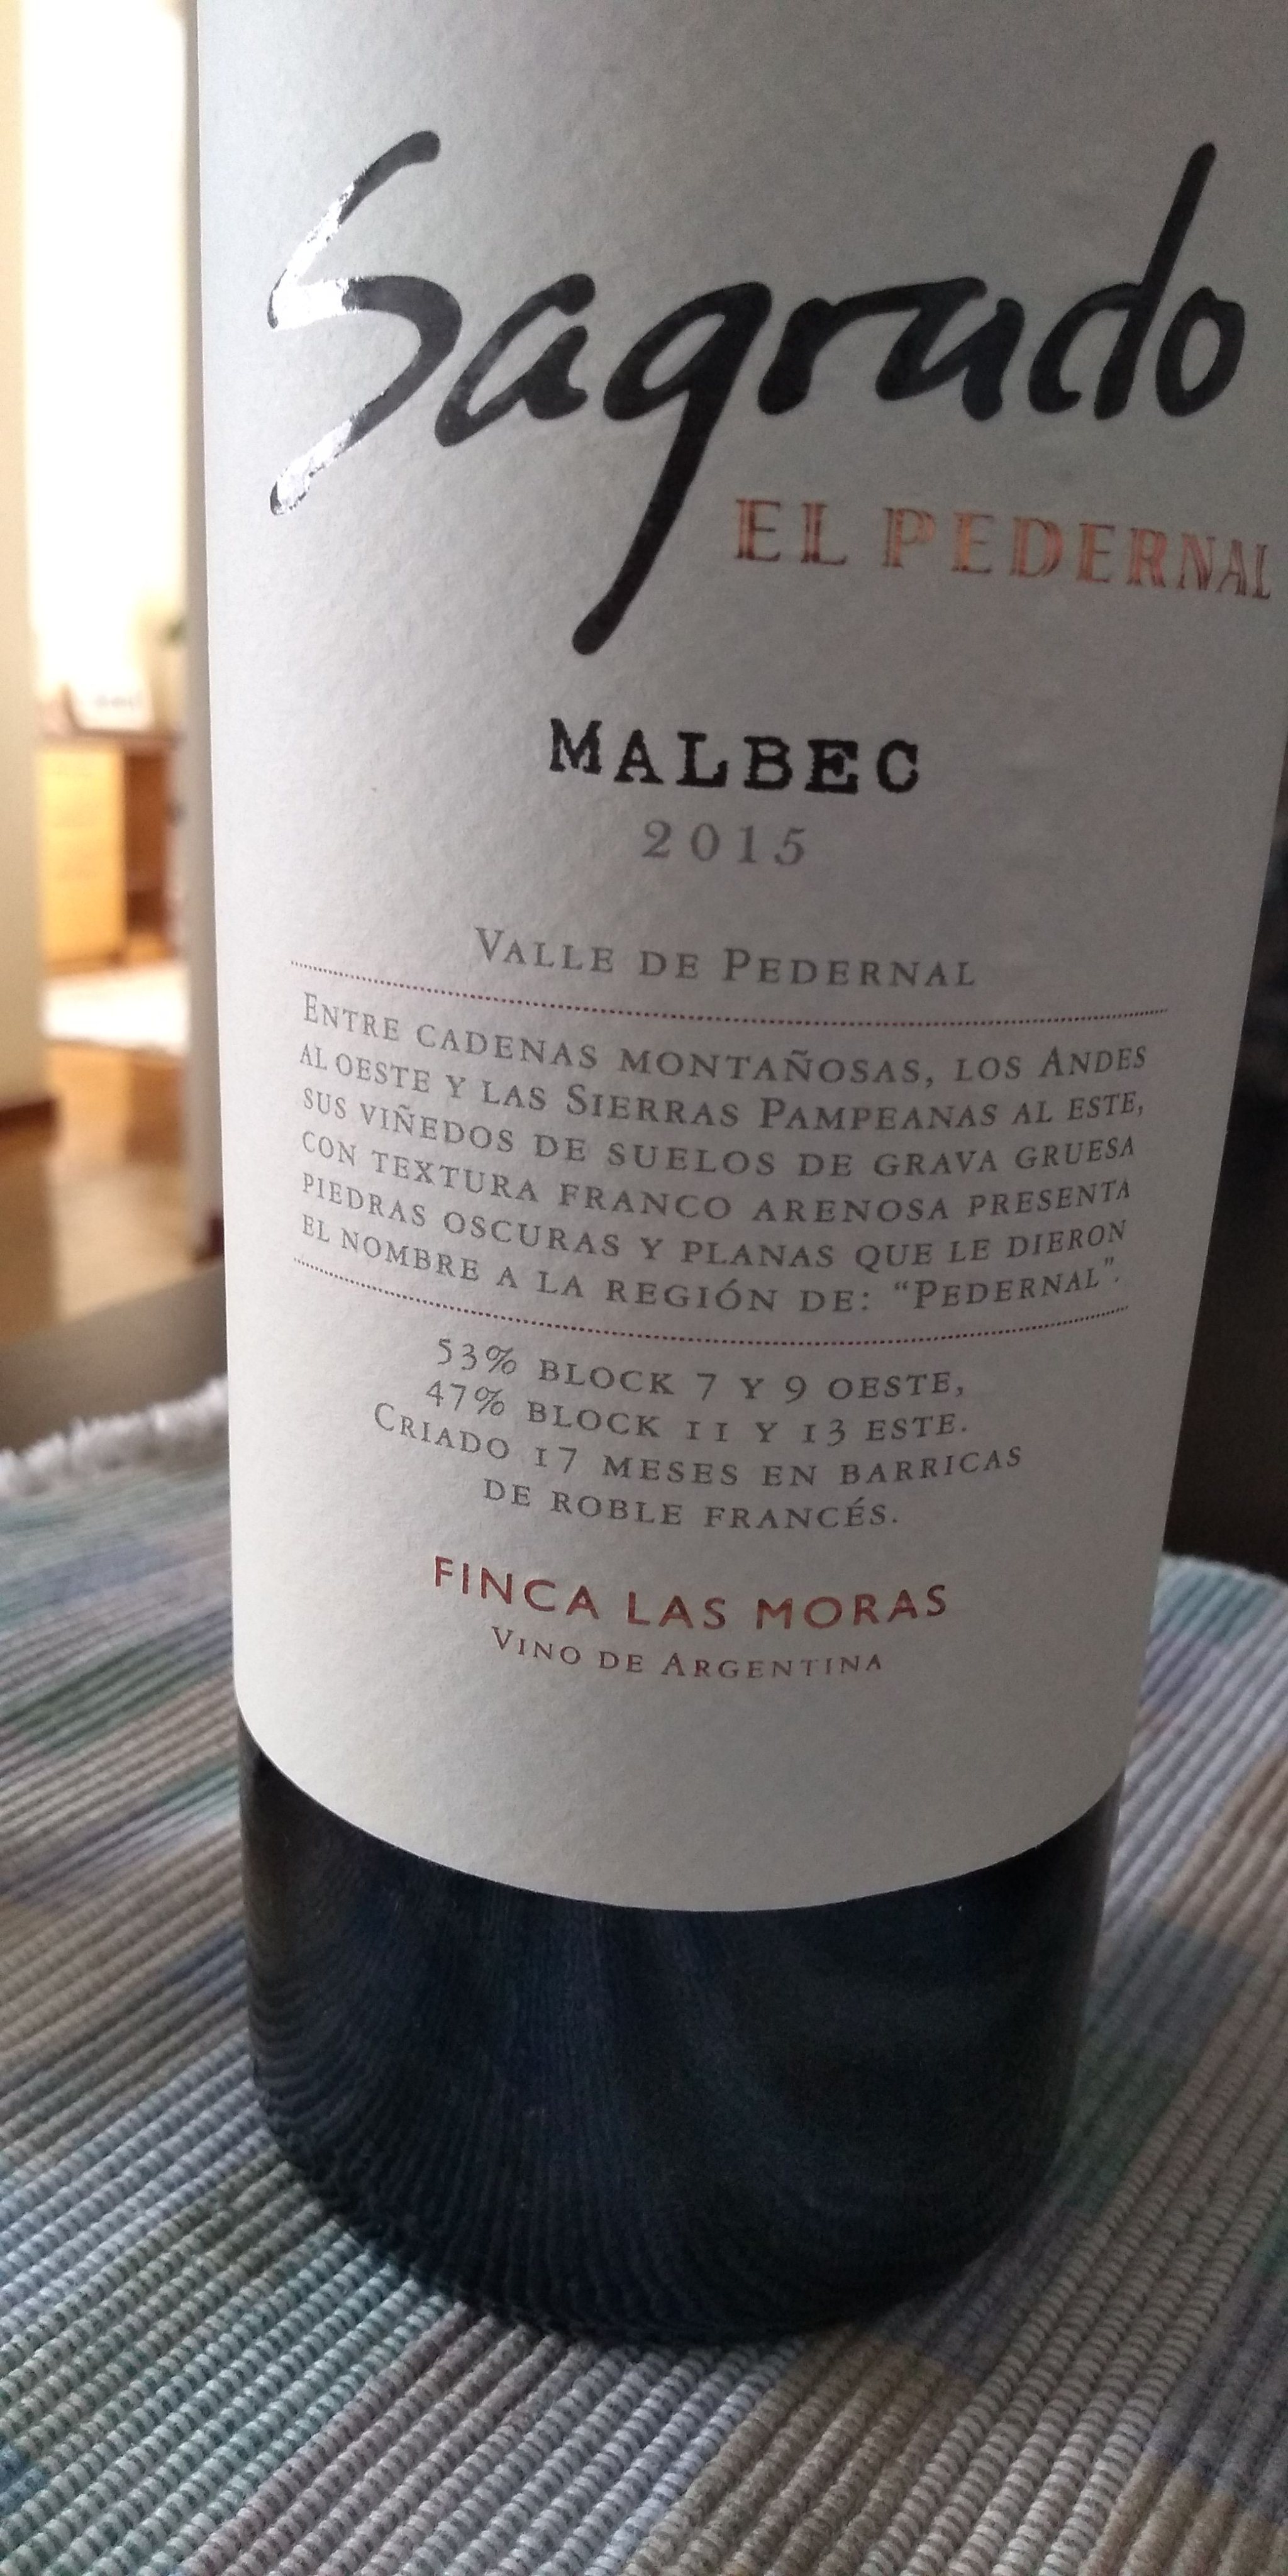 Sagrado
EL PEDERNAL
MALBEC
2015
VALLE DE PEDERNAL
ENTRE CADENAS MONTAÑOSAS, LOS ANDES
AL OESTE Y LAS SIERRAS PAMPEANAS AL ESTE,
SUS VIÑEDOS DE SUELOS DE GRAVA GRUESA
CON TEXTURA FRANCO ARENOSA PRESENTA
PIEDRAS OSCURAS Y PLANAS QUE LE DIERON
EL NOMBRE A LA REGIÓN DE: “PEDERNAL”.
53% BLOCK 7 Y 9 OESTE,
47% BLOCK 11 Y 13 ESTE.
CRIADO 17 MESES EN BARRICAS
DE ROBLE FRANCÉS.
FINCA LAS MORAS
VINO DE ARGENTINA